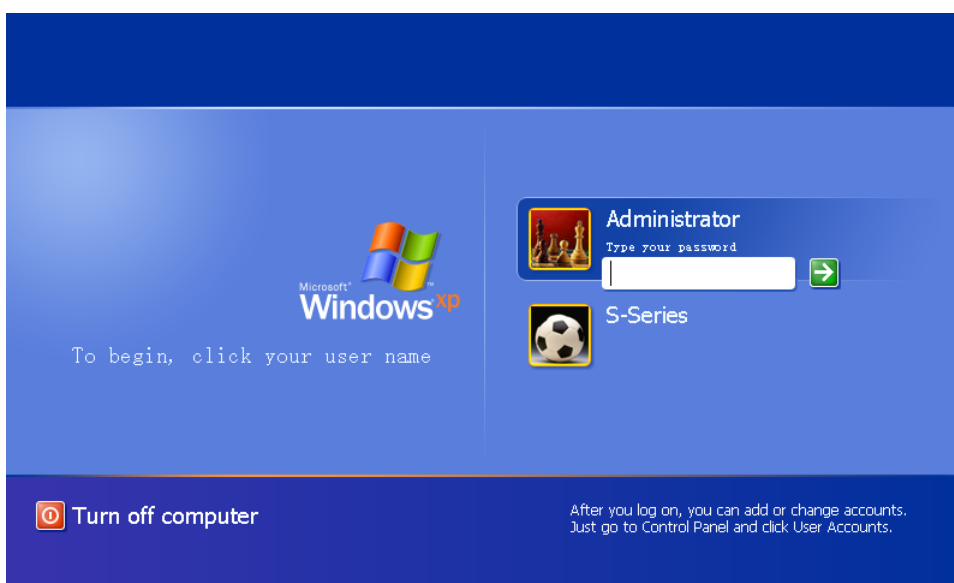 Microsoft®
Windows xp
To begin, click your user name
Administrator
Type your password
S-Series
Turn off computer
After you log on, you can add or change accounts.
Just go to Control Panel and click User Accounts.